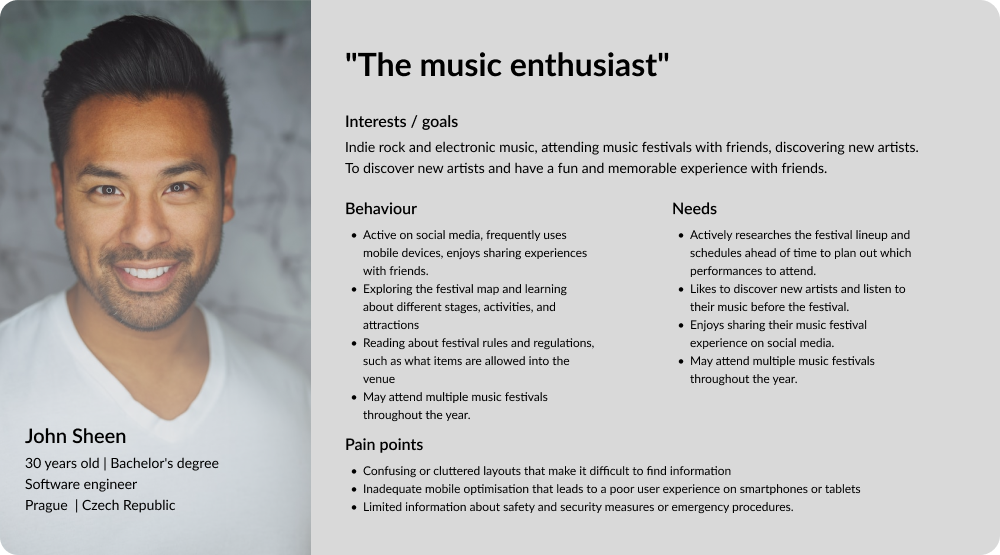 "The music enthusiast"
Interests / goals
Indie rock and electronic music, attending music festivals with friends, discovering new artists.
To discover new artists and have a fun and memorable experience with friends.
Behaviour
• Active on social media, frequently uses
mobile devices, enjoys sharing experiences
with friends.
• Exploring the festival map and learning
about different stages, activities, and
attractions
• Reading about festival rules and regulations,
such as what items are allowed into the
venue
• May attend multiple music festivals
throughout the year.
Needs
• Actively researches the festival lineup and
schedules ahead of time to plan out which
performances to attend.
• Likes to discover new artists and listen to
their music before the festival.
• Enjoys sharing their music festival
experience on social media.
• May attend multiple music festivals
throughout the year.
Pain points
• Confusing or cluttered layouts that make it difficult to find information
• Inadequate mobile optimisation that leads to a poor user experience on smartphones or tablets
• Limited information about safety and security measures or emergency procedures.
John Sheen
30 years old | Bachelor's degree
Software engineer
Prague | Czech Republic